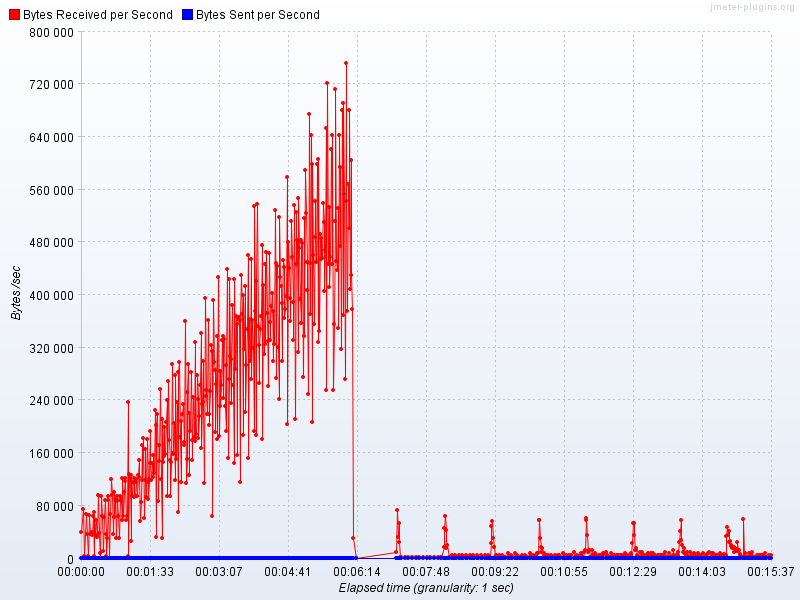 jmeter-plugins.org
Bytes Received per Second Bytes Sent per Second
800 000
720 000
640 000
560 000
480 000
400 000
320 000
240 000
160 000
80 000
0
Bytes /sec
00:00:00 00:01:33 00:03:07 00:04:41 00:06:14 00:07:48 00:09:22 00:10:55 00:12:29 00:14:03 00:15:37
Elapsed time (granularity: 1 sec)